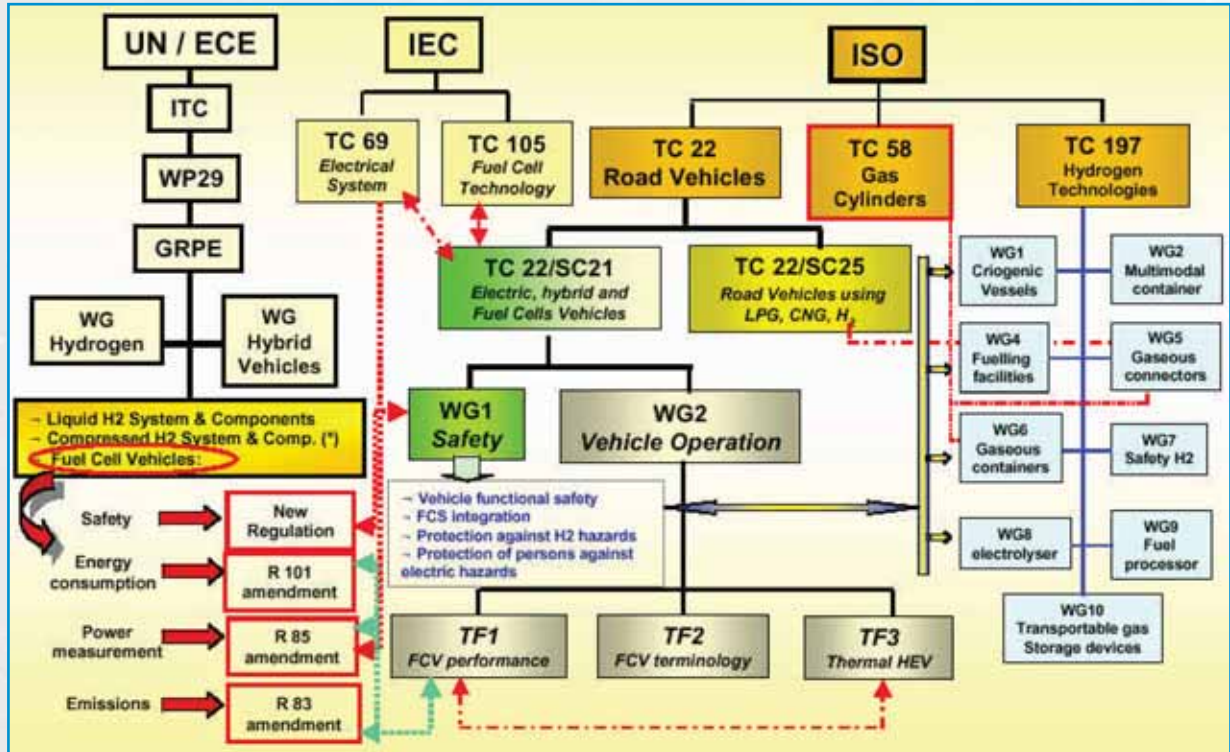 UN / ECE
ITC
WP29
GRPE
WG
Hydrogen
WG
Hybrid
Vehicles
→ Liquid H2 System & Components
→ Compressed H2 System & Comp. (*)
Fuel Cell Vehicles:
Safety
New
Regulation
Energy
consumption
R 101
amendment
Power
measurement
R 85
amendment
Emissions
R 83
amendment
IEC
TC 69
Electrical
System
TC 105
Fuel Cell
Technology
ISO
TC 22
Road Vehicles
TC 58
Gas
Cylinders
TC 197
Hydrogen
Technologies
TC 22/SC21
Electric, hybrid and
Fuel Cells Vehicles
TC 22/SC25
Road Vehicles using
LPG, CNG, H2
WG1
Safety
WG2
Vehicle Operation
→ Vehicle functional safety
→ FCS integration
→ Protection against H2 hazards
→ Protection of persons against
electric hazards
TF1
FCV performance
TF2
FCV terminology
TF3
Thermal HEV
WG1
Criogenic
Vessels
WG2
Multimodal
container
WG4
Fuelling
facilities
WG5
Gaseous
connectors
WG6
Gaseous
containers
WG7
Safety H2
WG8
electrolyser
WG9
Fuel
processor
WG10
Transportable gas
Storage devices